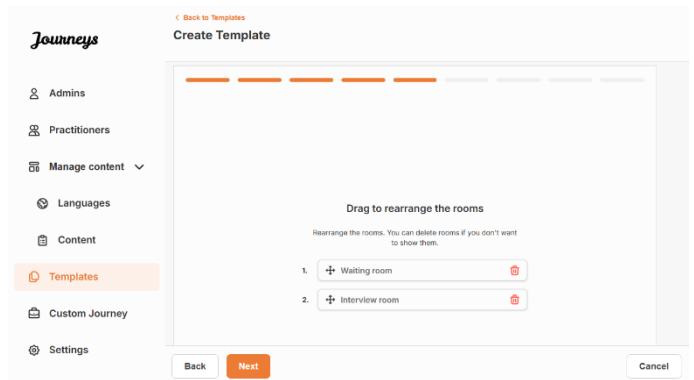 Journeys
Admins
Practitioners
Manage content
Languages
Content
Templates
Custom Journey
Settings
Back to Templates
Create Template
Drag to rearrange the rooms
Rearrange the rooms. You can delete rooms if you don't want
to show them.
1. Waiting room
2. Interview room
Back
Next
Cancel